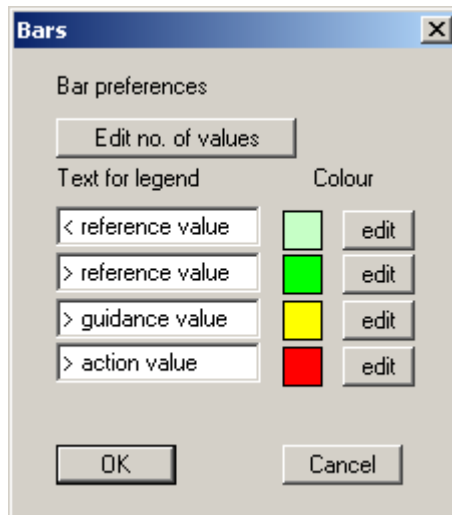 Bars
Bar preferences
Edit no. of values
Text for legend Colour
< reference value edit
> reference value edit
> guidance value edit
> action value edit
OK Cancel